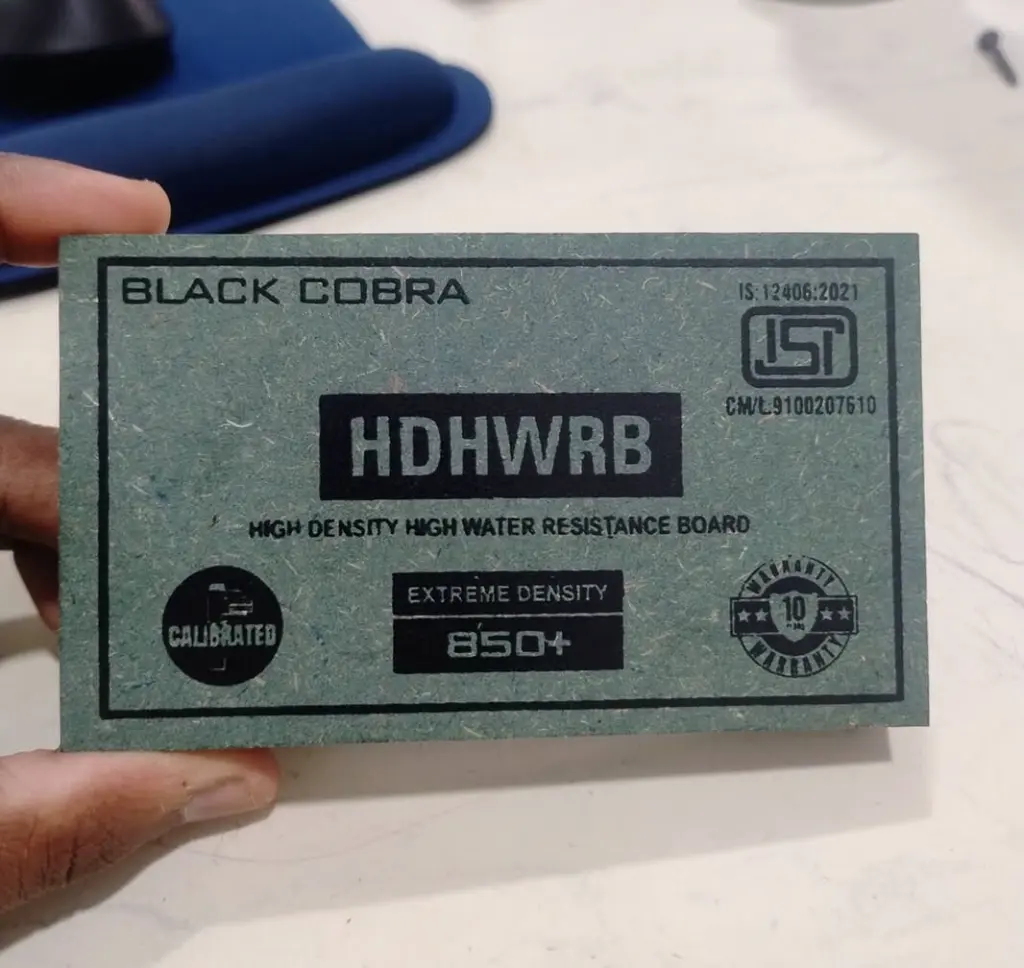 BLACK COBRA
IS:12406:2021
ISI
CM/L9100207610
HDHWRB
HIGH DENSITY HIGH WATER RESISTANCE BOARD
CALIBRATED
EXTREME DENSITY
850+
WARRANTY
10
WARRANTY